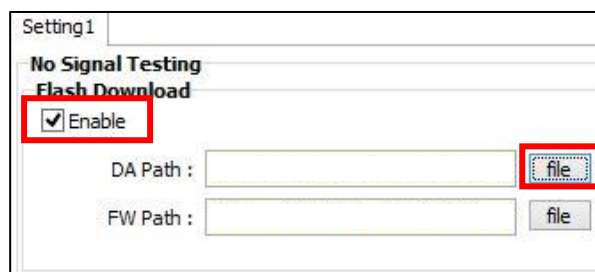 Setting1
No Signal Testing
Flash Download
Enable
DA Path : file
FW Path : file